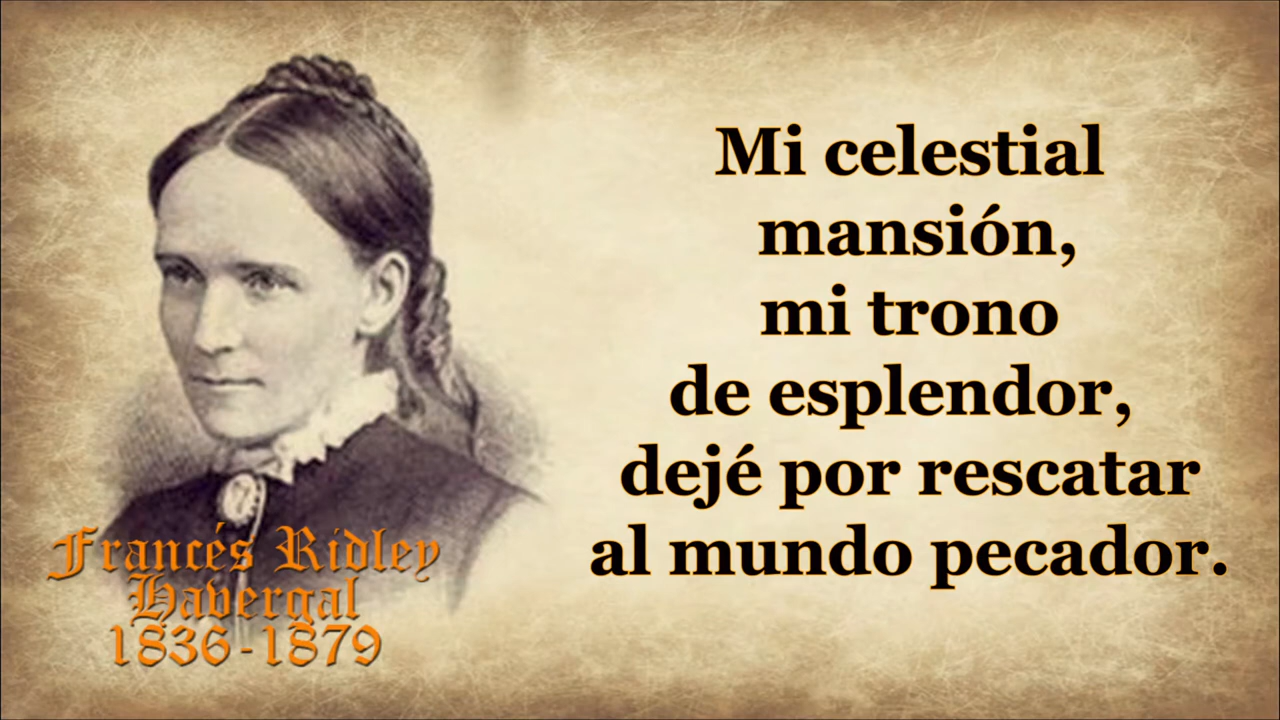 Mi celestial
mansión,
mi trono
de esplendor,
dejé por rescatar
al mundo pecador.
Francés Ridley
Havergal
1836-1879